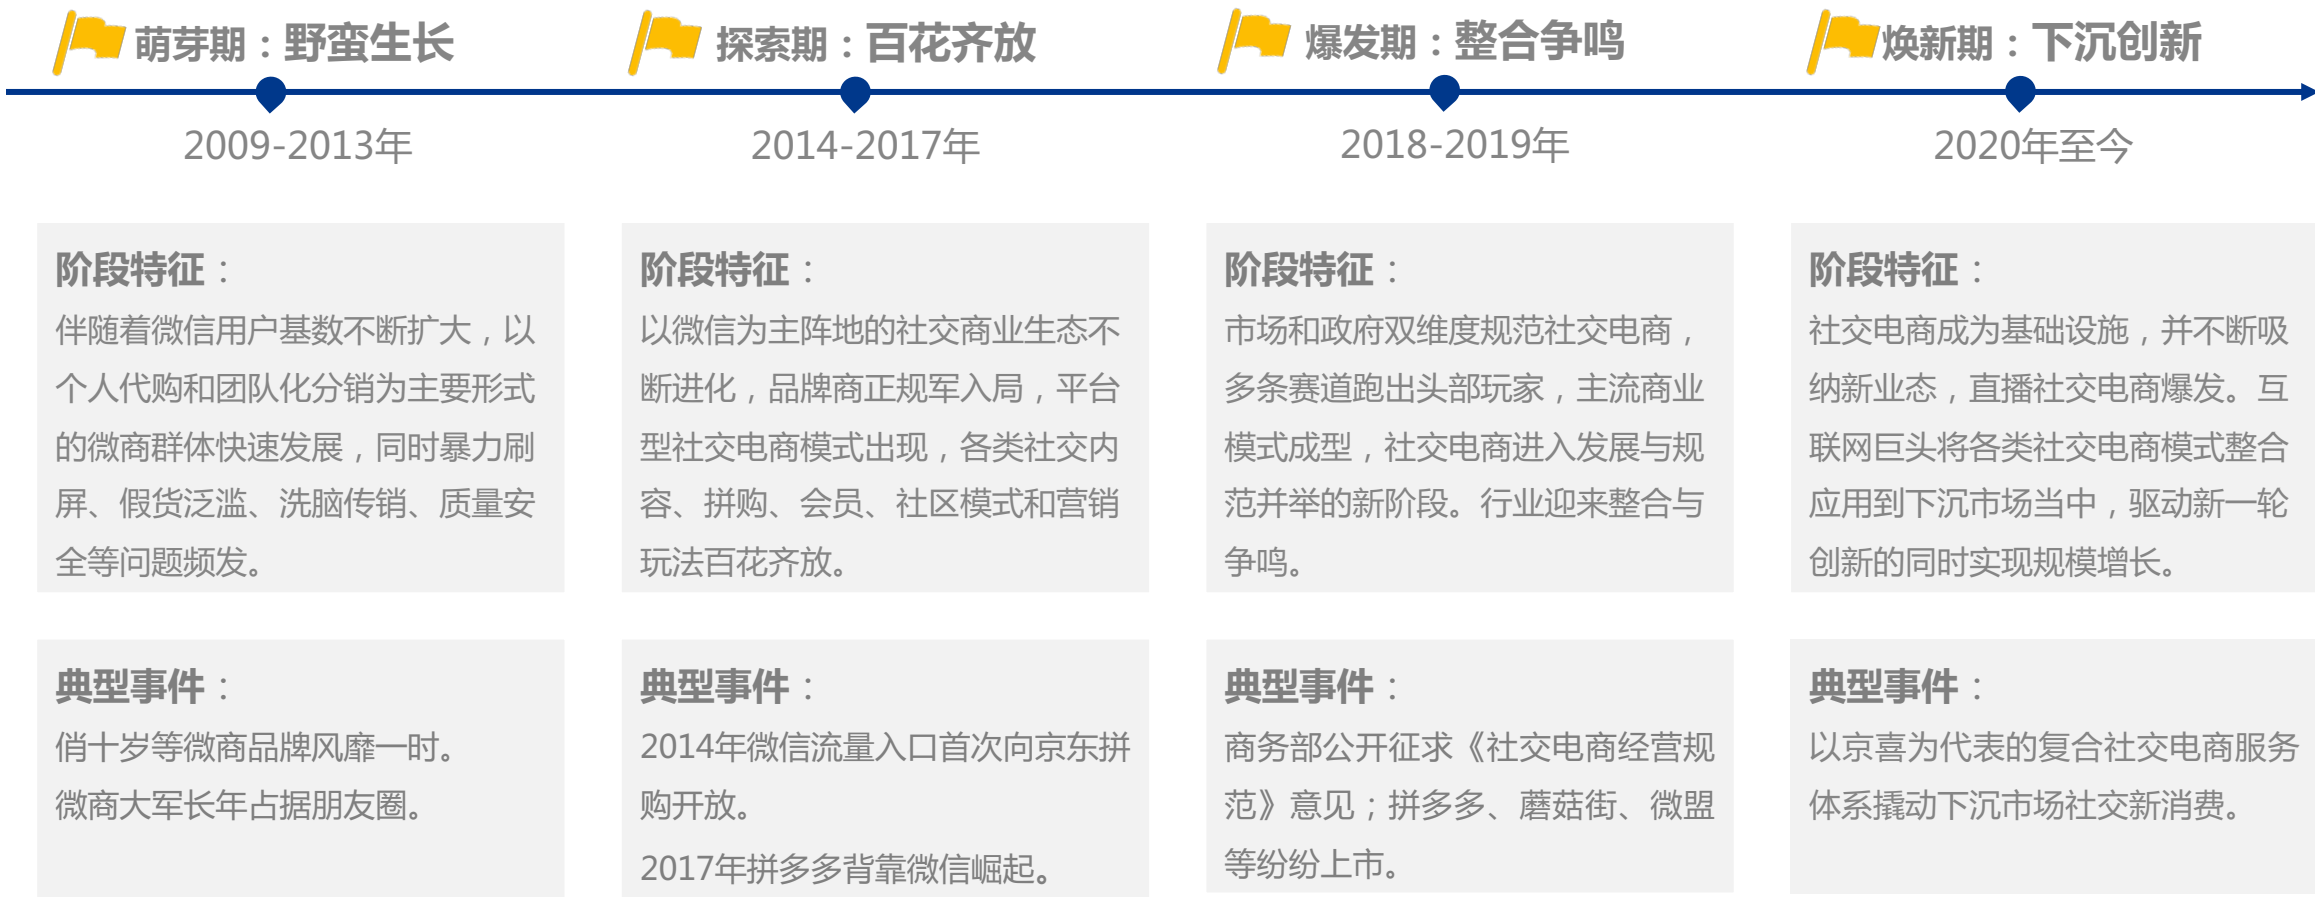 萌芽期：野蛮生长
2009-2013年
阶段特征：
伴随着微信用户基数不断扩大，以
个人代购和团队化分销为主要形式
的微商群体快速发展，同时暴力刷
屏、假货泛滥、洗脑传销、质量安
全等问题频发。
典型事件：
俏十岁等微商品牌风靡一时。
微商大军长年占据朋友圈。
探索期：百花齐放
2014-2017年
阶段特征：
以微信为主阵地的社交商业生态不
断进化，品牌商正规军入局，平台
型社交电商模式出现，各类社交内
容、拼购、会员、社区模式和营销
玩法百花齐放。
典型事件：
2014年微信流量入口首次向京东拼
购开放。
2017年拼多多背靠微信崛起。
爆发期：整合争鸣
2018-2019年
阶段特征：
市场和政府双维度规范社交电商，
多条赛道跑出头部玩家，主流商业
模式成型，社交电商进入发展与规
范并举的新阶段。行业迎来整合与
争鸣。
典型事件：
商务部公开征求《社交电商经营规
范》意见；拼多多、蘑菇街、微盟
等纷纷上市。
焕新期：下沉创新
2020年至今
阶段特征：
社交电商成为基础设施，并不断吸
纳新业态，直播社交电商爆发。互
联网巨头将各类社交电商模式整合
应用到下沉市场当中，驱动新一轮
创新的同时实现规模增长。
典型事件：
以京喜为代表的复合社交电商服务
体系撬动下沉市场社交新消费。